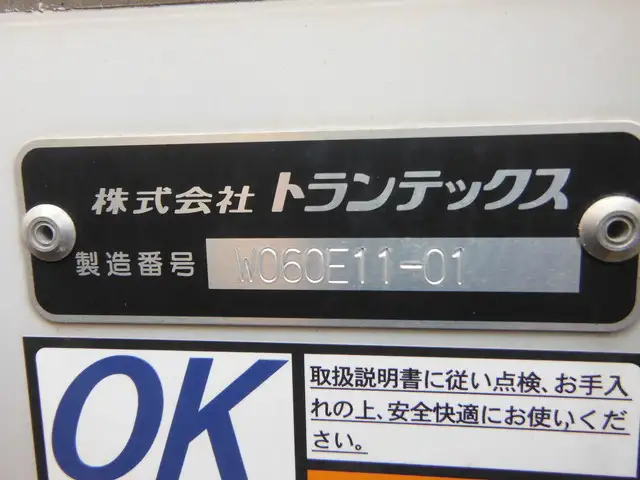 株式会社 トランテックス
製造番号 W060E11-01
OK
取扱説明書に従い点検、お手入
れの上、安全快適にお使いくだ
さい。